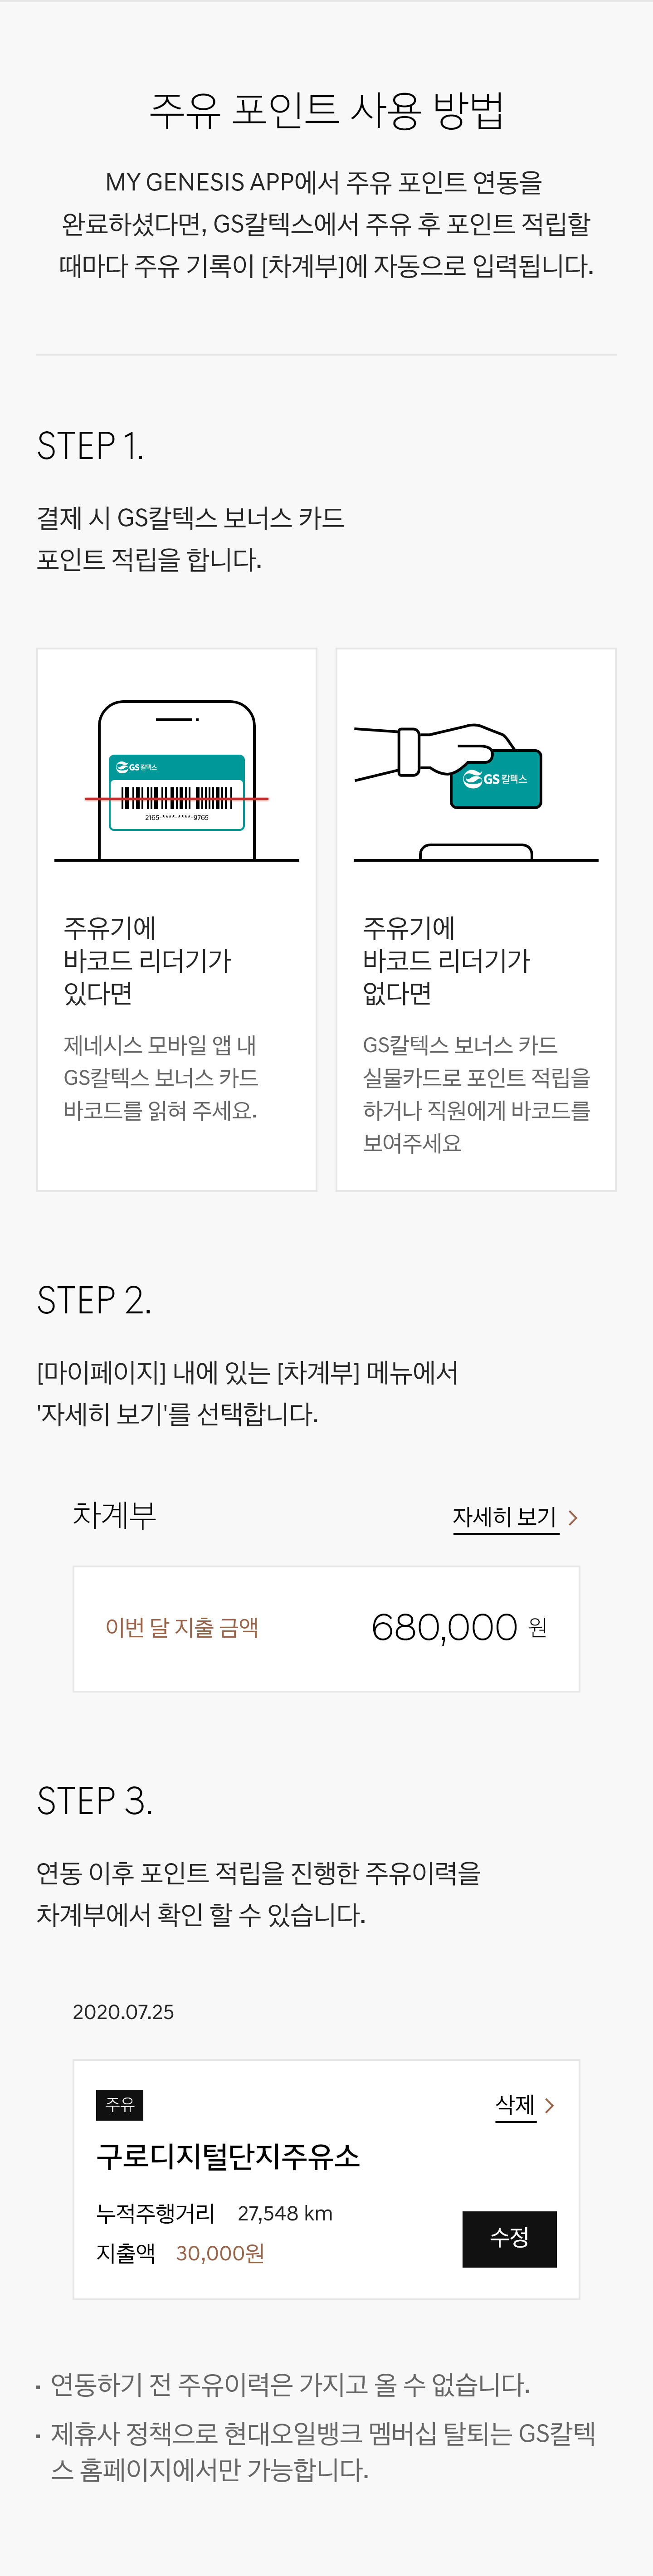 주유 포인트 사용 방법
MY GENESIS APP에서 주유 포인트 연동을
완료하셨다면, GS칼텍스에서 주유 후 포인트 적립할
때마다 주유 기록이 [차계부]에 자동으로 입력됩니다.
STEP 1.
결제 시 GS칼텍스 보너스 카드
포인트 적립을 합니다.
GS칼텍스
2165-****-****-9765
주유기에
바코드 리더기가
있다면
제네시스 모바일 앱 내
GS칼텍스 보너스 카드
바코드를 읽혀 주세요.
GS칼텍스
주유기에
바코드 리더기가
없다면
GS칼텍스 보너스 카드
실물카드로 포인트 적립을
하거나 직원에게 바코드를
보여주세요
STEP 2.
[마이페이지] 내에 있는 [차계부] 메뉴에서
'자세히 보기'를 선택합니다.
차계부 자세히 보기 >
이번 달 지출 금액 680,000 원
STEP 3.
연동 이후 포인트 적립을 진행한 주유이력을
차계부에서 확인 할 수 있습니다.
2020.07.25
주유 삭제 >
구로디지털단지주유소
누적주행거리 27,548 km
지출액 30,000원 수정
· 연동하기 전 주유이력은 가지고 올 수 없습니다.
· 제휴사 정책으로 현대오일뱅크 멤버십 탈퇴는 GS칼텍
스 홈페이지에서만 가능합니다.